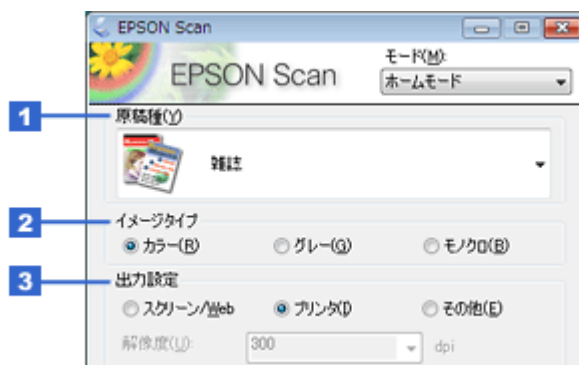 EPSON Scan
EPSON Scan
モード(M):
ホームモード
1
原稿種(Y)
雑誌
2
イメージタイプ
カラー(R) グレー(G) モノクロ(B)
3
出力設定
スクリーン/Web プリンタ(I) その他(E)
解像度(U): 300 dpi